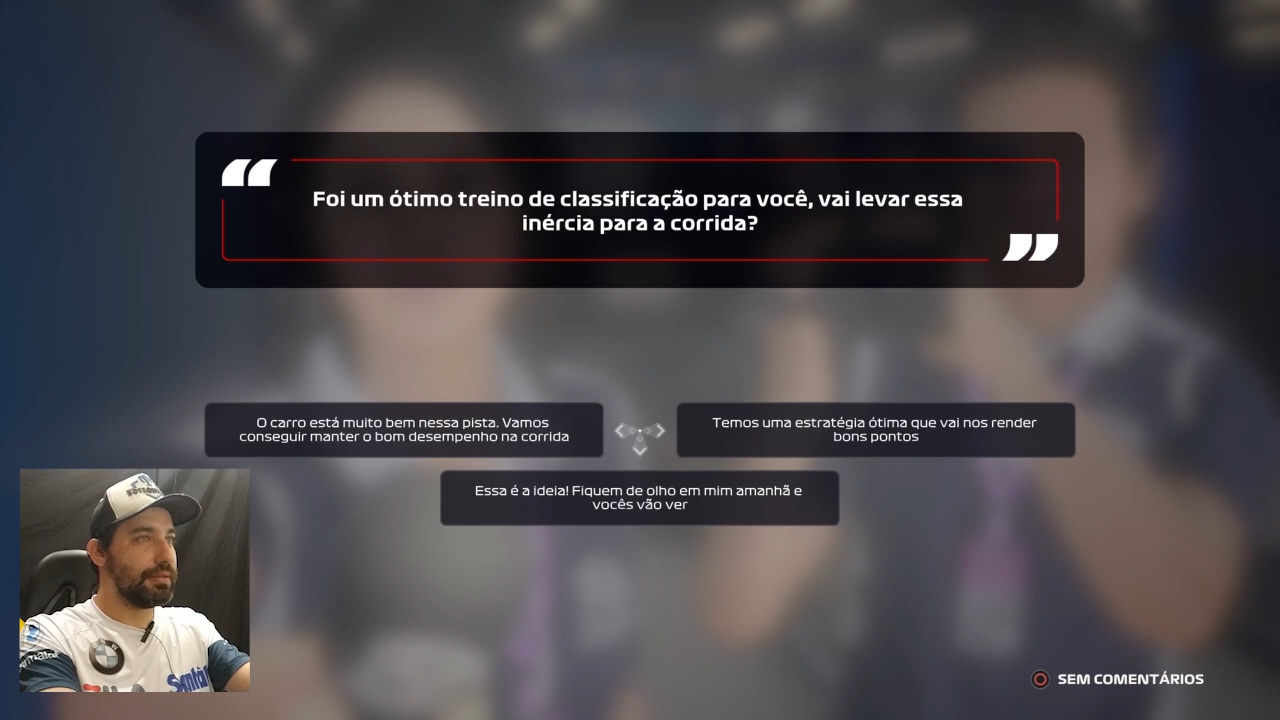 Foi um ótimo treino de classificação para você, vai levar essa
inércia para a corrida?
O carro está muito bem nessa pista. Vamos
conseguir manter o bom desempenho na corrida
Temos uma estratégia ótima que vai nos render
bons pontos
Essa é a ideia! Fiquem de olho em mim amanhã e
vocês vão ver
BMW
SEM COMENTÁRIOS